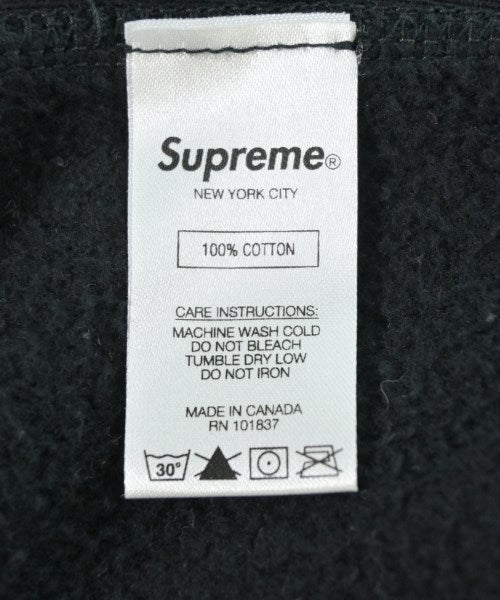 Supreme®
NEW YORK CITY
100% COTTON
CARE INSTRUCTIONS:
MACHINE WASH COLD
DO NOT BLEACH
TUMBLE DRY LOW
DO NOT IRON
MADE IN CANADA
RN 101837
30°